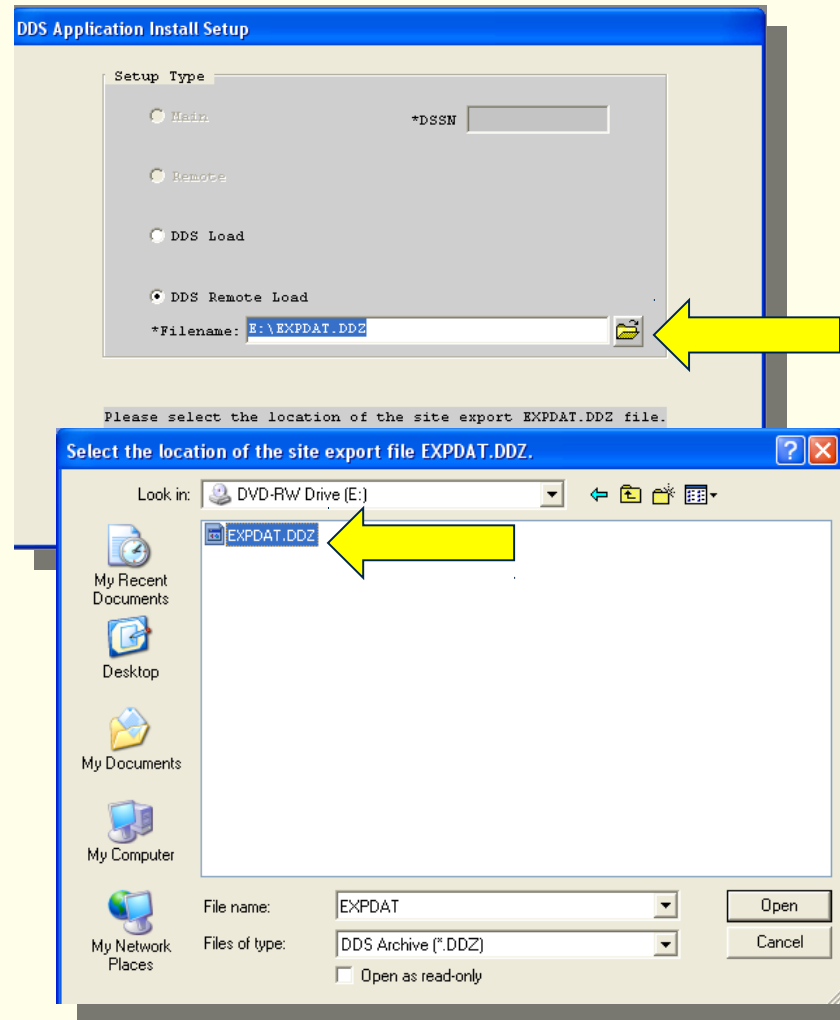 DDS Application Install Setup
Setup Type
Main
*DSSN
Remote
DDS Load
DDS Remote Load
*Filename: E:\EXPDAT.DDZ
Please select the location of the site export EXPDAT.DDZ file.
Select the location of the site export file EXPDAT.DDZ.
Look in: DVD-RW Drive (E:)
EXPDAT.DDZ
My Recent
Documents
Desktop
My Documents
My Computer
My Network
Places
File name: EXPDAT Open
Files of type: DDS Archive (*.DDZ) Cancel
Open as read-only